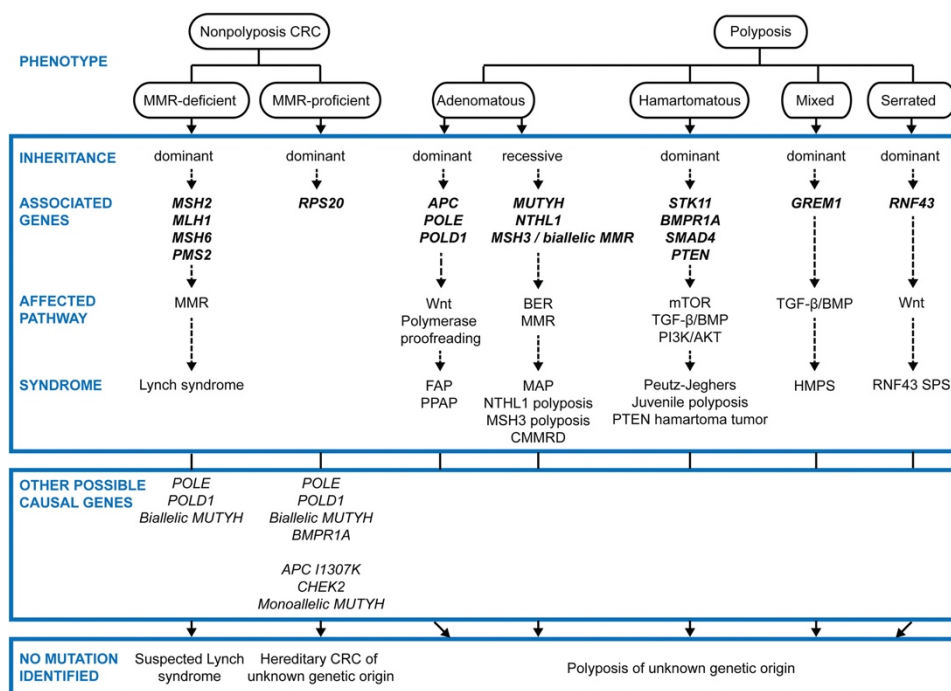 Nonpolyposis CRC
Polyposis
PHENOTYPE
MMR-deficient
MMR-proficient
Adenomatous
Hamartomatous
Mixed
Serrated
INHERITANCE
dominant
dominant
dominant
recessive
dominant
dominant
dominant
ASSOCIATED
GENES
MSH2
MLH1
MSH6
PMS2
RPS20
APC
POLE
POLD1
MUTYH
NTHL1
MSH3 / biallelic MMR
STK11
BMPR1A
SMAD4
PTEN
GREM1
RNF43
AFFECTED
PATHWAY
MMR
Wnt
Polymerase
proofreading
BER
MMR
mTOR
TGF-β/BMP
PI3K/AKT
TGF-β/BMP
Wnt
SYNDROME
Lynch syndrome
FAP
PPAP
MAP
NTHL1 polyposis
MSH3 polyposis
CMMRD
Peutz-Jeghers
Juvenile polyposis
PTEN hamartoma tumor
HMPS
RNF43 SPS
OTHER POSSIBLE
CAUSAL GENES
POLE
POLD1
Biallelic MUTYH
POLE
POLD1
Biallelic MUTYH
BMPR1A
APC I1307K
CHEK2
Monoallelic MUTYH
NO MUTATION
IDENTIFIED
Suspected Lynch
syndrome
Hereditary CRC of
unknown genetic origin
Polyposis of unknown genetic origin